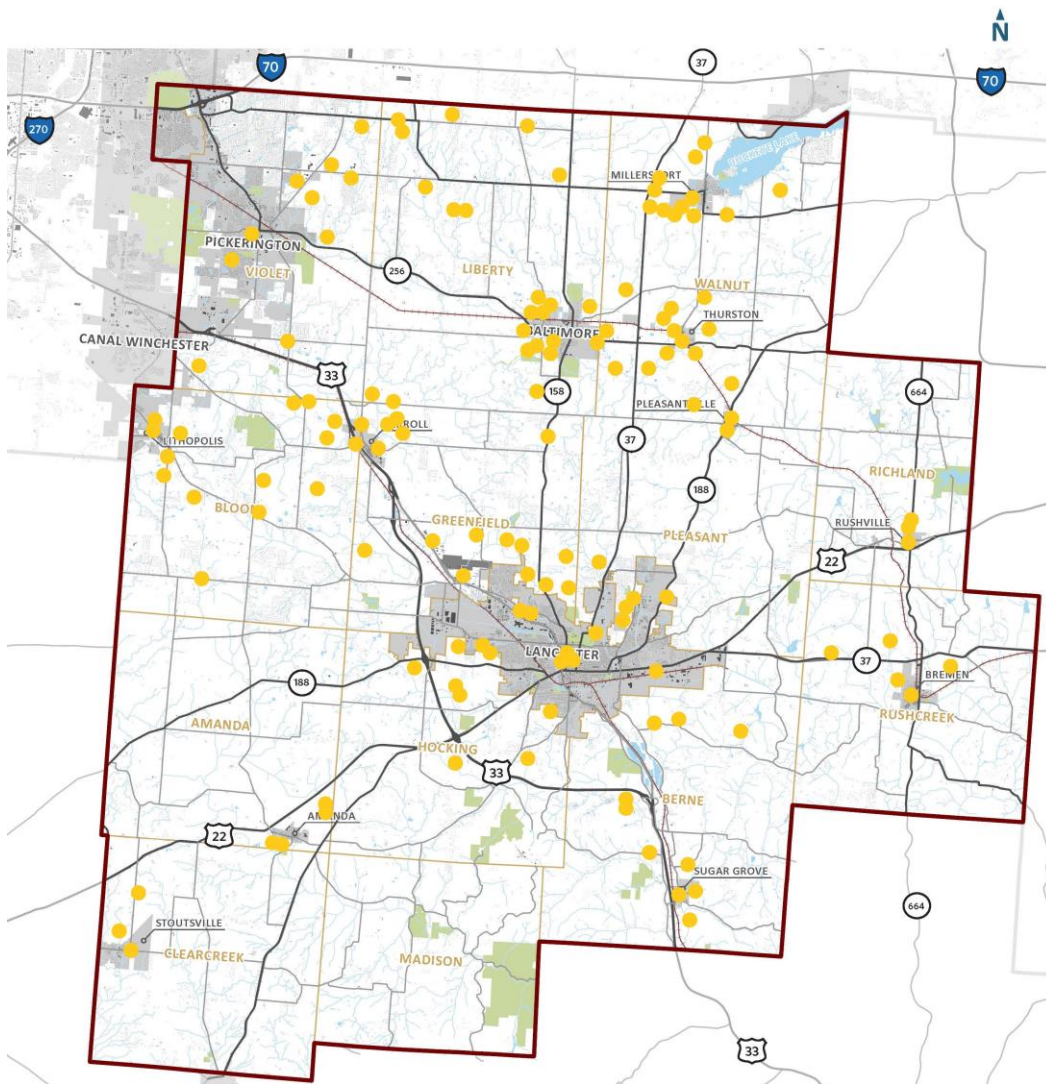 N
70
37
70
270
BUCKEYE LAKE
MILLERSPORT
PICKERINGTON
VIOLET
256
LIBERTY
WALNUT
THURSTON
BALTIMORE
CANAL WINCHESTER
33
158
664
PLEASANTVILLE
LITHOPOLIS
CARROLL
37
RICHLAND
188
BLOOM
GREENFIELD
PLEASANT
RUSHVILLE
22
LANCASTER
37
BREMEN
188
RUSHCREEK
AMANDA
HOCKING
33
BERNE
AMANDA
22
SUGAR GROVE
664
STOUTSVILLE
CLEARCREEK
MADISON
33